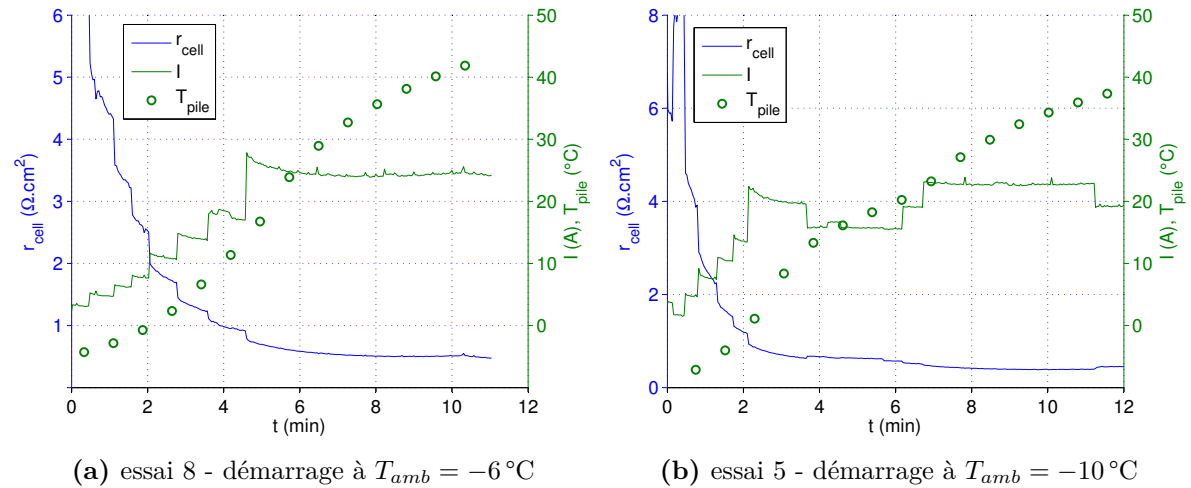 r_cell (Ω.cm²)
6
5
4
3
2
1
r_cell
I
T_pile
50
40
30
20
10
0
I (A), T_pile (°C)
0 2 4 6 8 10 12
t (min)
(a) essai 8 - démarrage à T_amb = −6 °C
r_cell (Ω.cm²)
8
6
4
2
0
r_cell
I
T_pile
50
40
30
20
10
0
I (A), T_pile (°C)
0 2 4 6 8 10 12
t (min)
(b) essai 5 - démarrage à T_amb = −10 °C